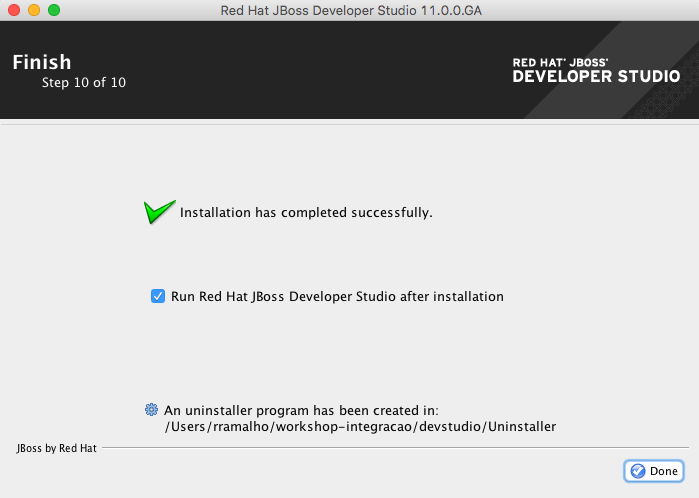 Red Hat JBoss Developer Studio 11.0.0.GA
Finish
Step 10 of 10
RED HAT® JBOSS®
DEVELOPER STUDIO
Installation has completed successfully.
Run Red Hat JBoss Developer Studio after installation
An uninstaller program has been created in:
/Users/rramalho/workshop-integracao/devstudio/Uninstaller
JBoss by Red Hat
Done